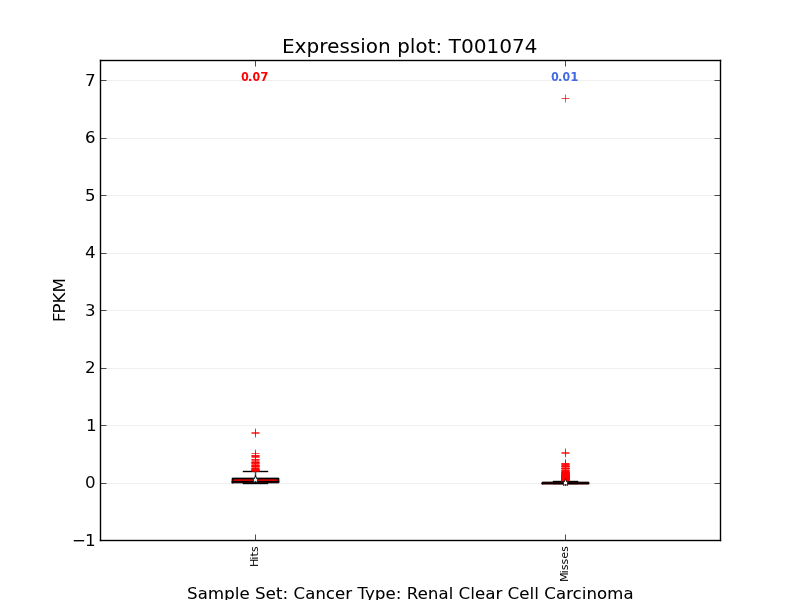 Expression plot: T001074
0.07
0.01
7
6
5
4
3
2
1
0
−1
FPKM
Hits
Misses
Sample Set: Cancer Type: Renal Clear Cell Carcinoma